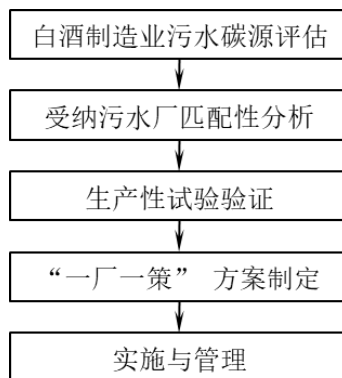 白酒制造业污水碳源评估
受纳污水厂匹配性分析
生产性试验验证
“一厂一策” 方案制定
实施与管理